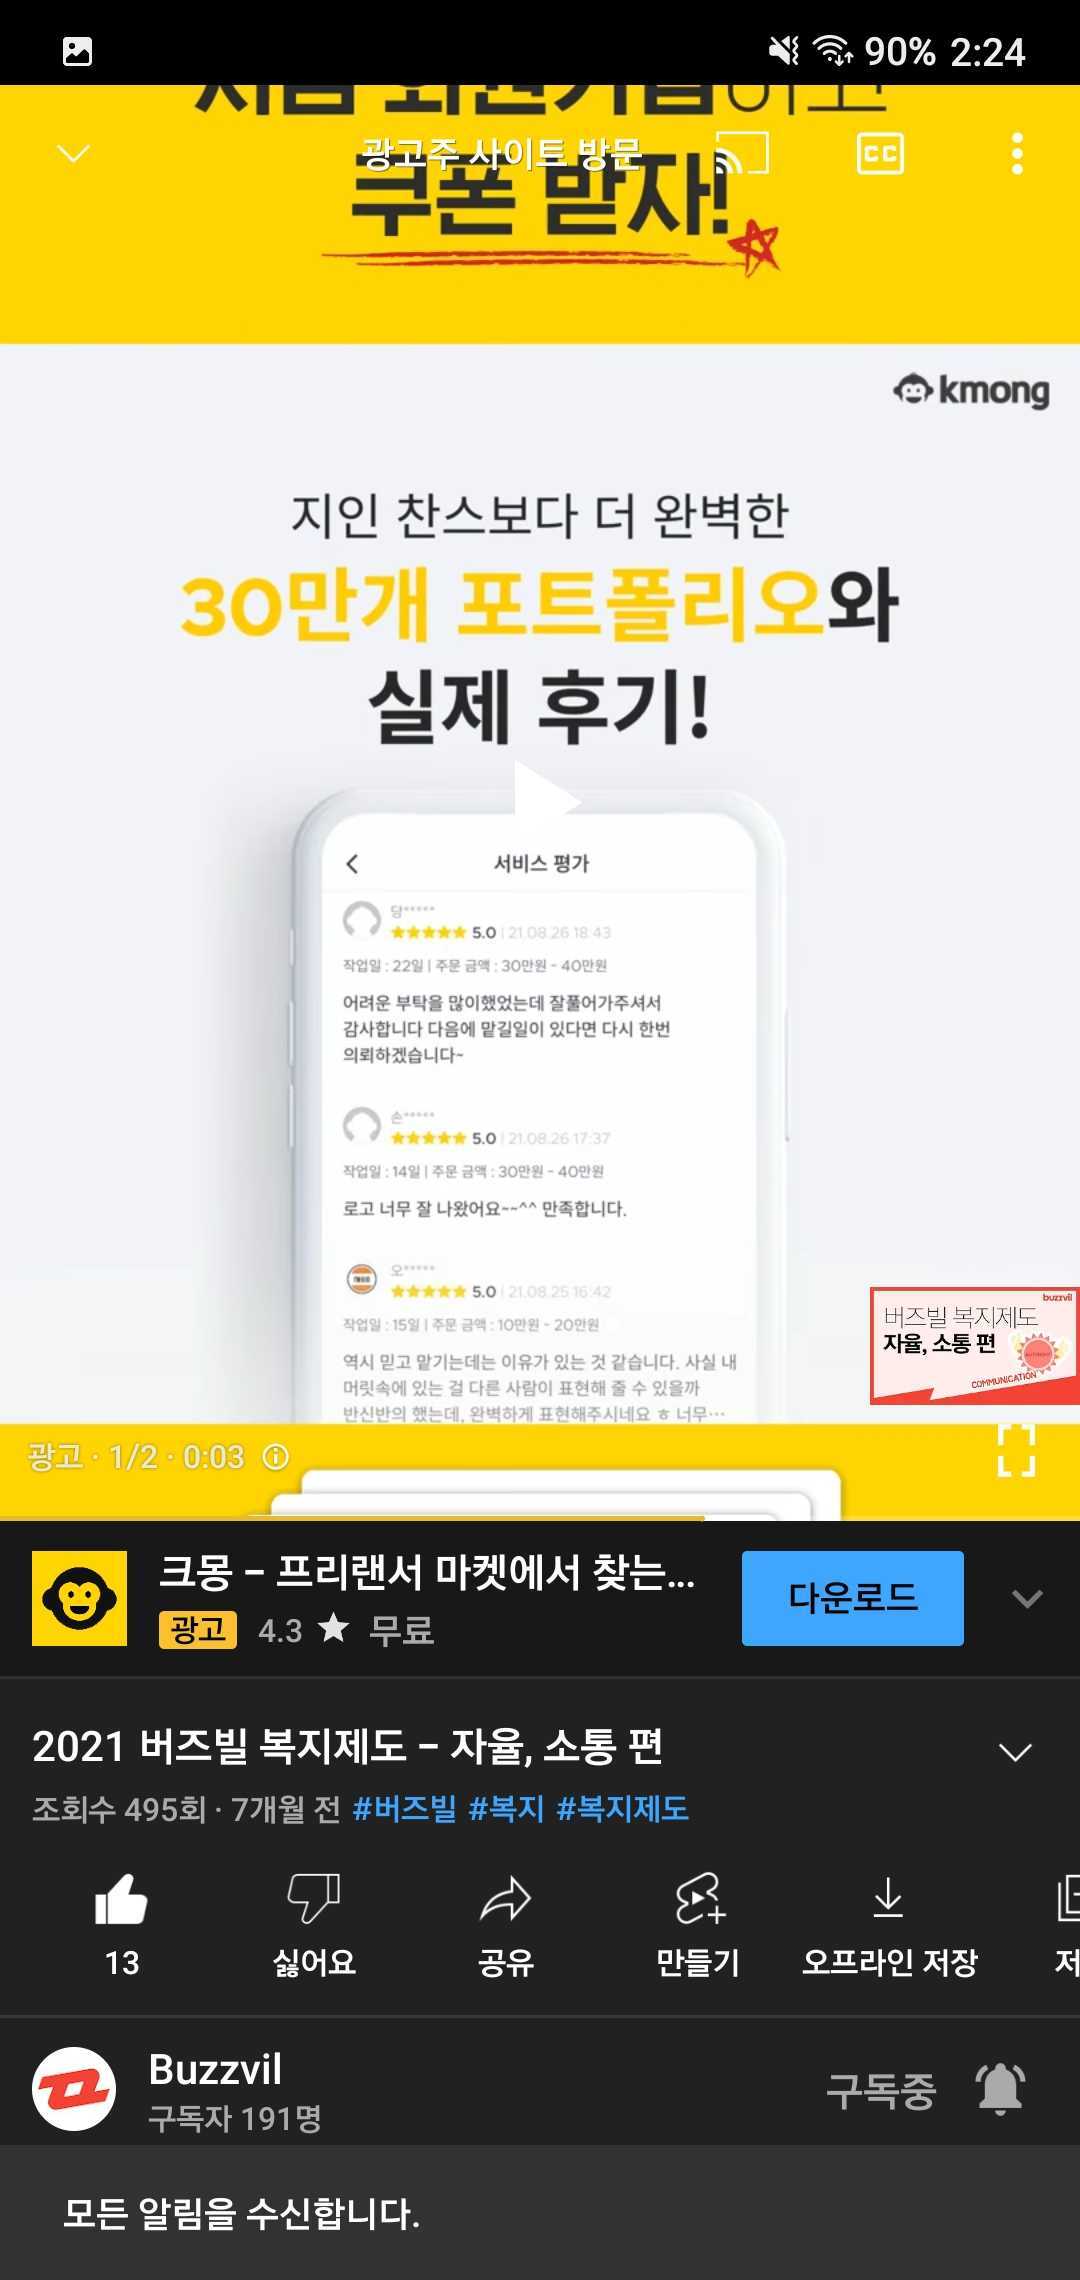 90% 2:24
쿠폰 받자!
광고주 사이트 방문
CC
kmong
지인 찬스보다 더 완벽한
30만개 포트폴리오와
실제 후기!
서비스 평가
당*****
5.0 | 21.08.26 18:43
작업일 : 22일 | 주문 금액 : 30만원 ~ 40만원
어려운 부탁을 많이했었는데 잘풀어가주셔서
감사합니다 다음에 맡길일이 있다면 다시 한번
의뢰하겠습니다~
손*****
5.0 | 21.08.26 17:37
작업일 : 14일 | 주문 금액 : 30만원 ~ 40만원
로고 너무 잘 나왔어요~~^^ 만족합니다.
오*****
5.0 | 21.08.25 16:42
작업일 : 15일 | 주문 금액 : 10만원 ~ 20만원
역시 믿고 맡기는데는 이유가 있는 것 같습니다. 사실 내
머릿속에 있는 걸 다른 사람이 표현해 줄 수 있을까
반신반의 했는데, 완벽하게 표현해주시네요 ㅎ 너무…
buzzvil
버즈빌 복지제도
자율, 소통 편
COMMUNICATION
광고 · 1/2 · 0:03
크몽 – 프리랜서 마켓에서 찾는...
다운로드
광고 4.3 ★ 무료
2021 버즈빌 복지제도 – 자율, 소통 편
조회수 495회 · 7개월 전 #버즈빌 #복지 #복지제도
13 싫어요 공유 만들기 오프라인 저장
Buzzvil
구독자 191명
구독중
모든 알림을 수신합니다.